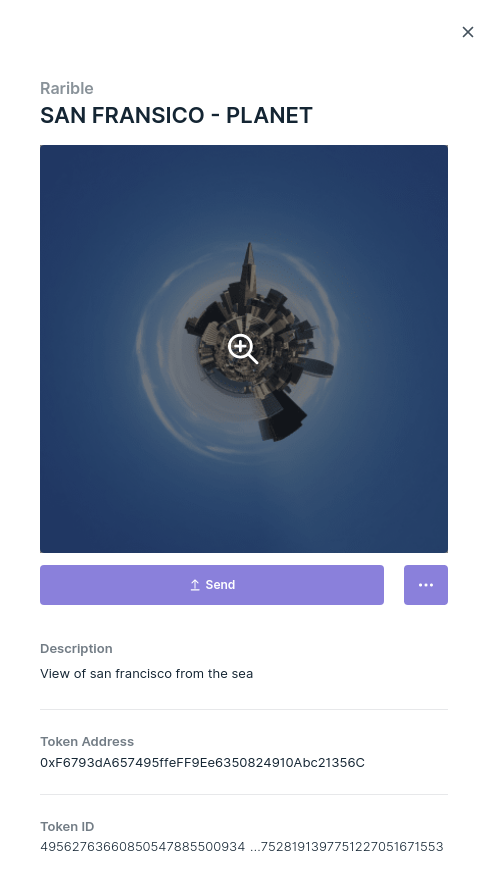 Rarible
SAN FRANSICO - PLANET
Send
Description
View of san francisco from the sea
Token Address
0xF6793dA657495ffeFF9Ee6350824910Abc21356C
Token ID
49562763660850547885500934 ...7528191397751227051671553